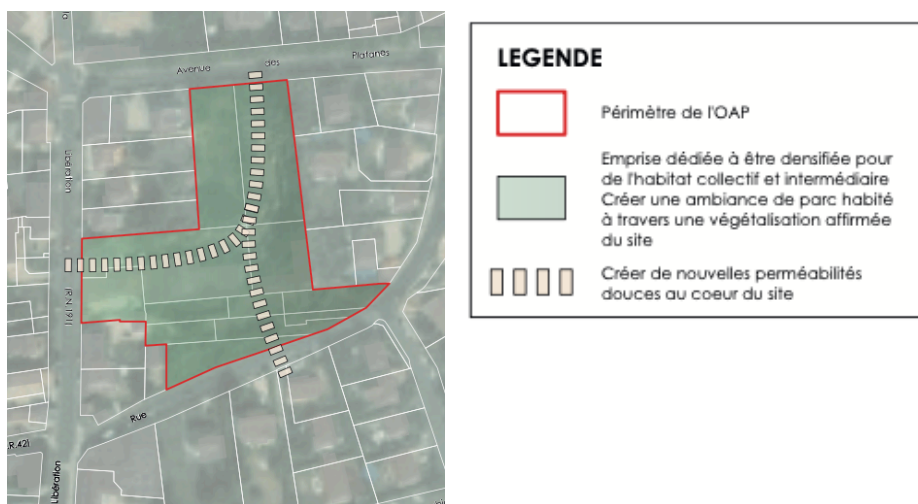 Avenue des Platanes
Libération
(R.N 191)
Rue
Libération
LEGENDE
Périmètre de l'OAP
Emprise dédiée à être densifiée pour
de l'habitat collectif et intermédiaire
Créer une ambiance de parc habité
à travers une végétalisation affirmée
du site
Créer de nouvelles perméabilités
douces au coeur du site